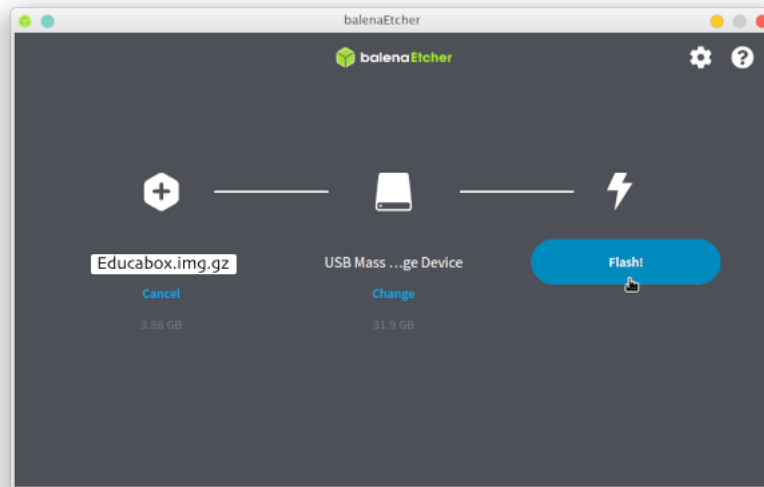 balenaEtcher
balenaEtcher
Educabox.img.gz
USB Mass ...ge Device
Flash!
Cancel
Change
3.86 GB
31.9 GB